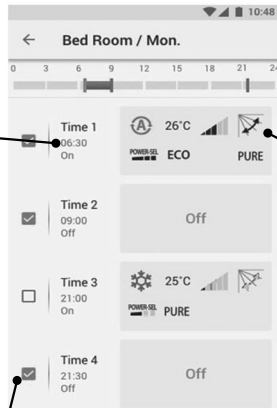 10:48
Bed Room / Mon.
0 3 6 9 12 15 18 21 24
Time 1
06:30
On
A 26°C
POWER-SEL ECO PURE
Time 2
09:00
Off
Off
Time 3
21:00
On
25°C
POWER-SEL PURE
Time 4
21:30
Off
Off